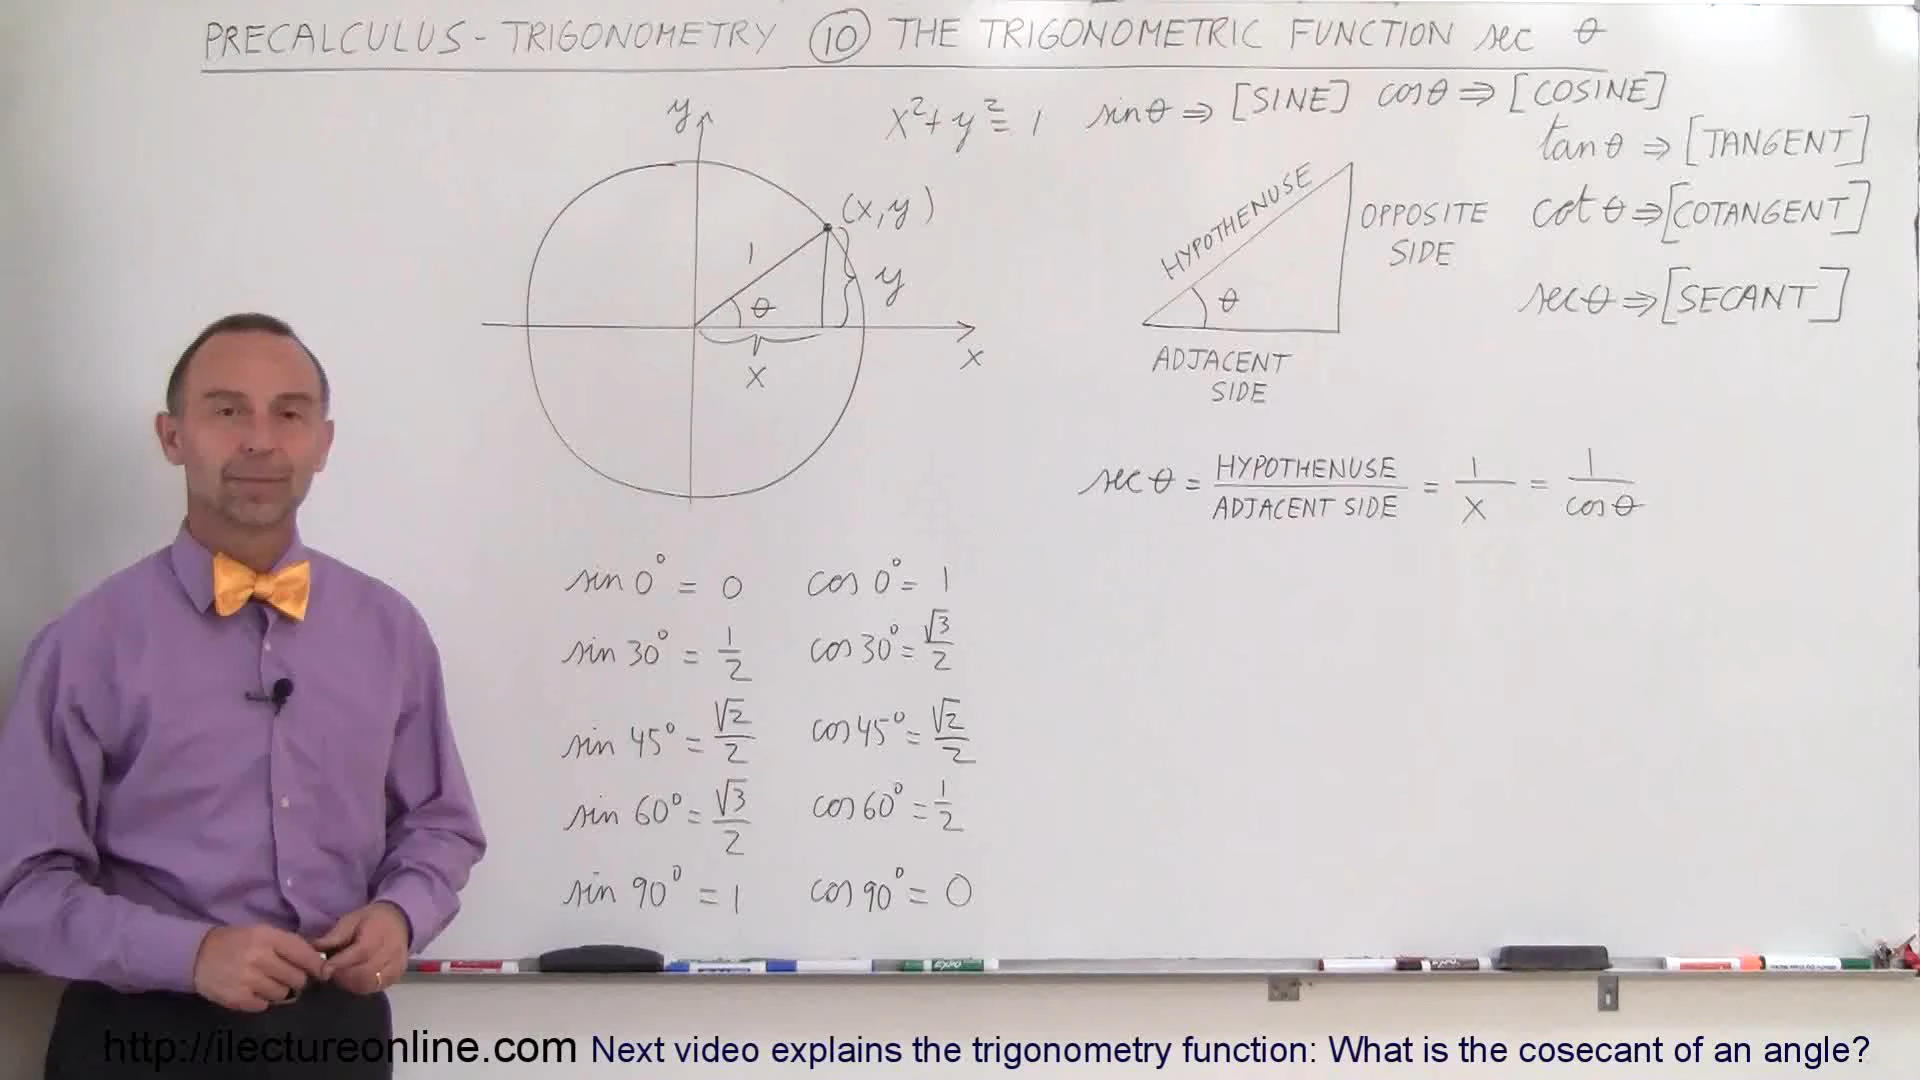 PRECALCULUS - TRIGONOMETRY 10 THE TRIGONOMETRIC FUNCTION sec θ
y
x² + y² = 1
sin θ ⇒ [SINE] cos θ ⇒ [COSINE]
tan θ ⇒ [TANGENT]
cot θ ⇒ [COTANGENT]
sec θ ⇒ [SECANT]
(x, y)
1
y
θ
x
x
HYPOTHENUSE
OPPOSITE
SIDE
θ
ADJACENT
SIDE
sec θ = HYPOTHENUSE / ADJACENT SIDE = 1 / x = 1 / cos θ
sin 0° = 0 cos 0° = 1
sin 30° = 1/2 cos 30° = √3/2
sin 45° = √2/2 cos 45° = √2/2
sin 60° = √3/2 cos 60° = 1/2
sin 90° = 1 cos 90° = 0
EXPO
http://ilectureonline.com Next video explains the trigonometry function: What is the cosecant of an angle?